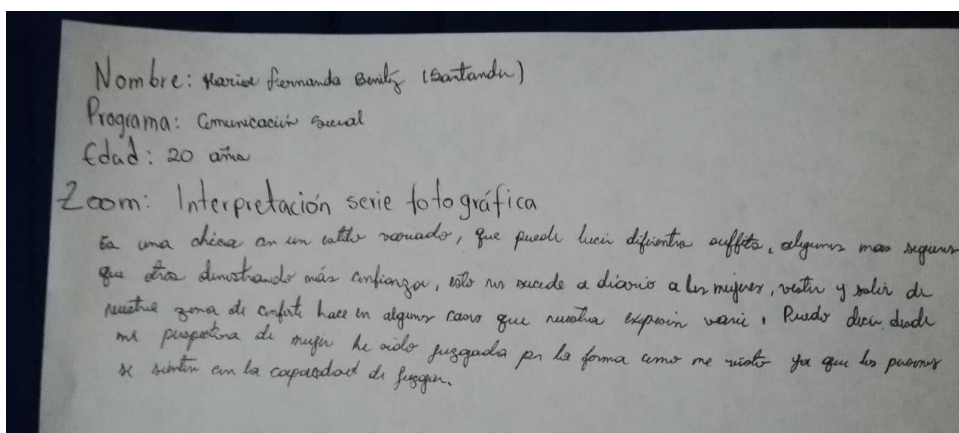 Nombre: Maria Fernanda Benitz (Santander)
Programa: Comunicación Social
Edad: 20 años
Zoom: Interpretación serie fotográfica
Es una chica con un estilo variado, que puede lucir diferentes outfits, algunos mas seguros
que otros demostrando más confianza, esto nos sucede a diario a las mujeres, vestir y salir de
nuestra zona de conforte hace en algunos casos que nuestra expresión varie. Puedo decir, desde
mi perspectiva de mujer he sido juzgada por la forma como me visto ya que las personas
se sienten con la capacidad de juzgar.